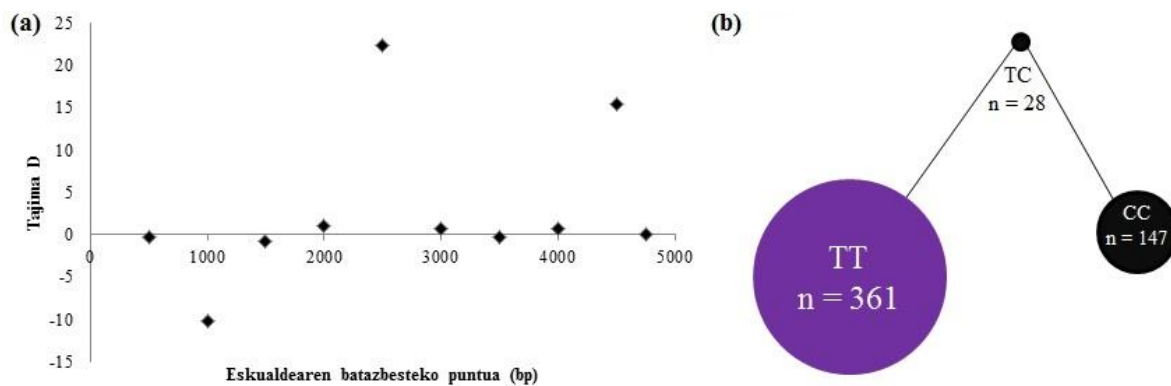 (a)
25
20
15
10
5
0
-5
-10
-15
0 1000 2000 3000 4000 5000
Tajima D
Eskualdearen batazbesteko puntua (bp)
(b)
TC
n = 28
TT
n = 361
CC
n = 147